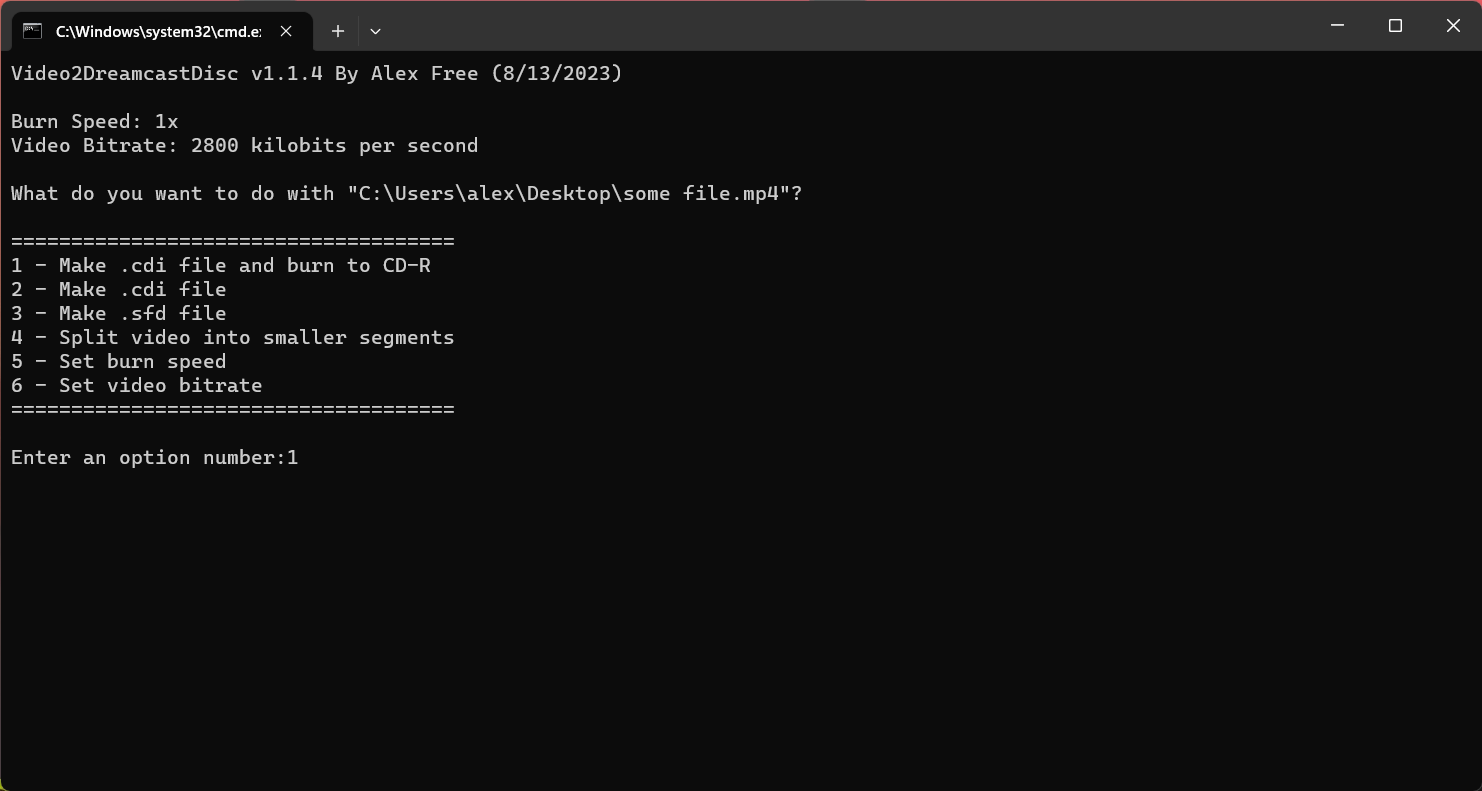 C:\Windows\system32\cmd.e
Video2DreamcastDisc v1.1.4 By Alex Free (8/13/2023)
Burn Speed: 1x
Video Bitrate: 2800 kilobits per second
What do you want to do with "C:\Users\alex\Desktop\some file.mp4"?
=====================================
1 - Make .cdi file and burn to CD-R
2 - Make .cdi file
3 - Make .sfd file
4 - Split video into smaller segments
5 - Set burn speed
6 - Set video bitrate
=====================================
Enter an option number:1